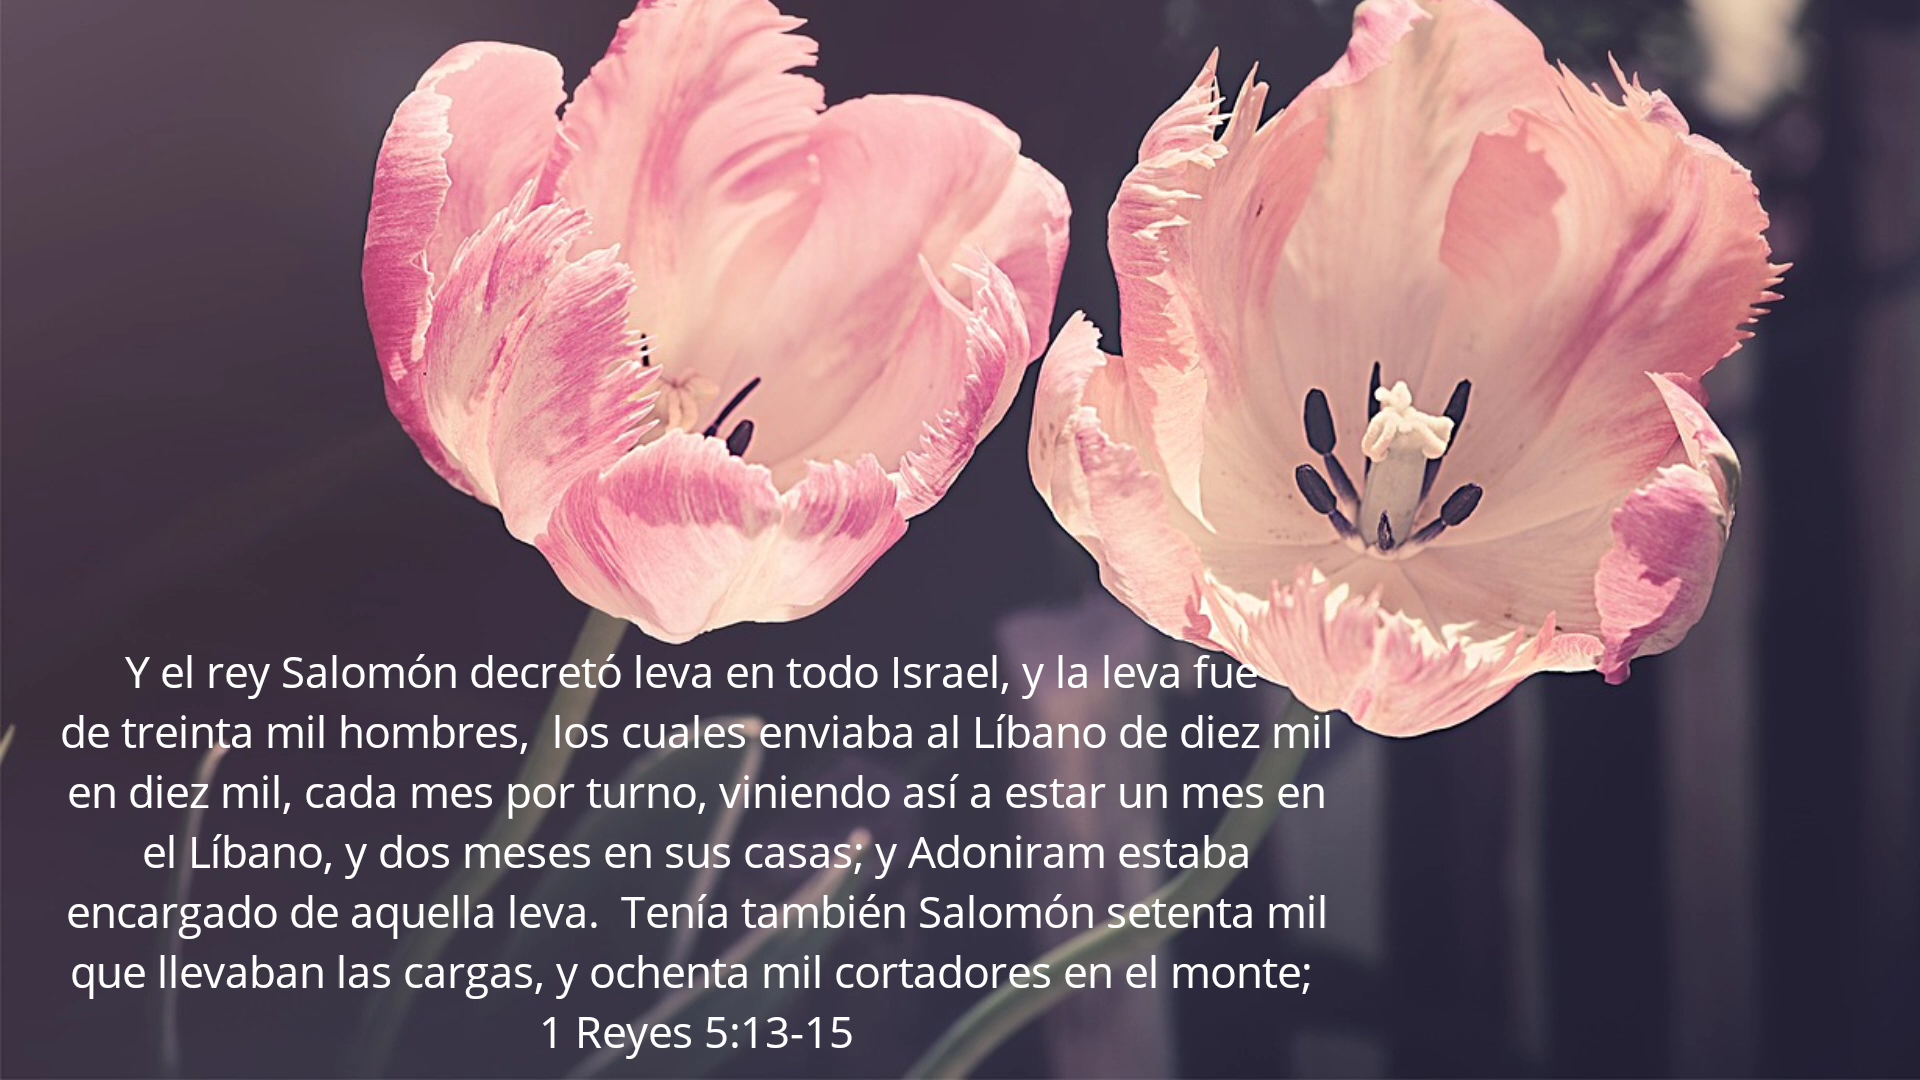 Y el rey Salomón decretó leva en todo Israel, y la leva fue
de treinta mil hombres,  los cuales enviaba al Líbano de diez mil
en diez mil, cada mes por turno, viniendo así a estar un mes en
el Líbano, y dos meses en sus casas; y Adoniram estaba
encargado de aquella leva.  Tenía también Salomón setenta mil
que llevaban las cargas, y ochenta mil cortadores en el monte;
1 Reyes 5:13-15